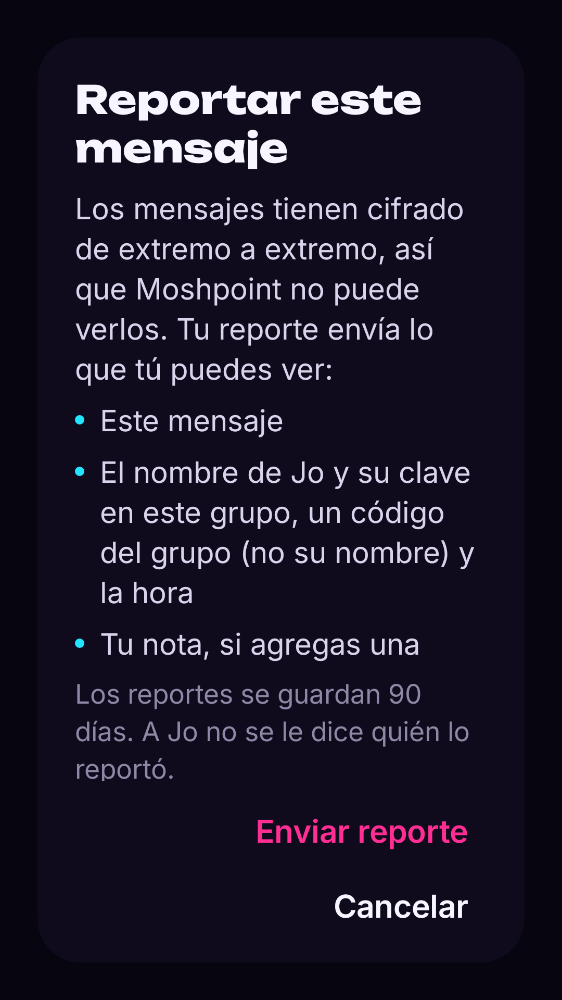 Reportar este
mensaje
Los mensajes tienen cifrado
de extremo a extremo, así
que Moshpoint no puede
verlos. Tu reporte envía lo
que tú puedes ver:
• Este mensaje
• El nombre de Jo y su clave
en este grupo, un código
del grupo (no su nombre) y
la hora
• Tu nota, si agregas una
Los reportes se guardan 90
días. A Jo no se le dice quién lo
reportó.
Enviar reporte
Cancelar